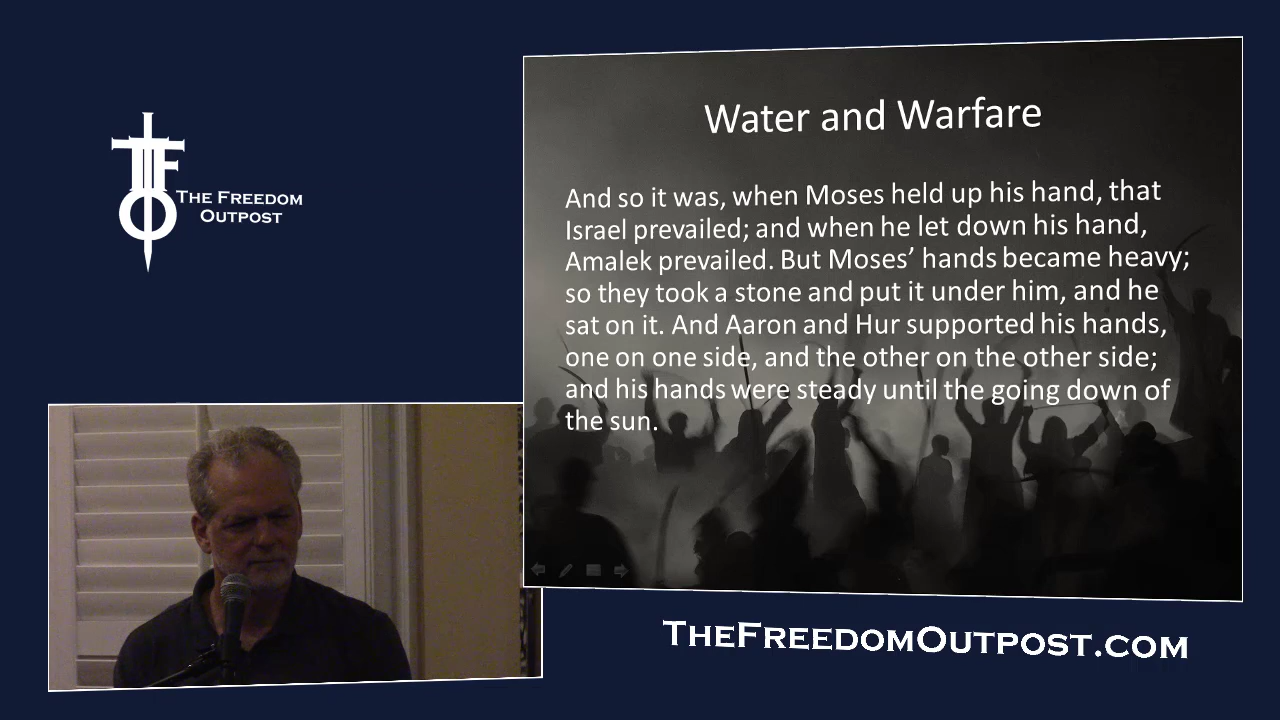 TF
THE FREEDOM
OUTPOST
Water and Warfare
And so it was, when Moses held up his hand, that
Israel prevailed; and when he let down his hand,
Amalek prevailed. But Moses’ hands became heavy;
so they took a stone and put it under him, and he
sat on it. And Aaron and Hur supported his hands,
one on one side, and the other on the other side;
and his hands were steady until the going down of
the sun.
THEFREEDOMOUTPOST.COM